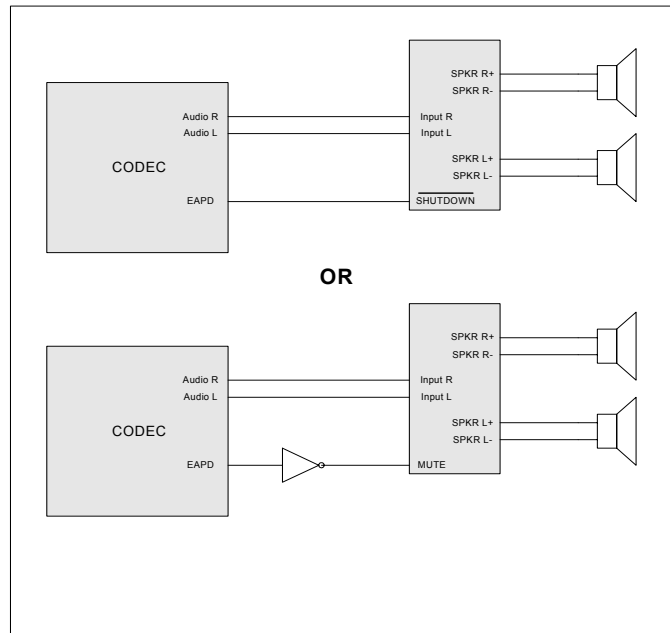 SPKR R+
SPKR R-
Audio R
Input R
Audio L
Input L
CODEC
SPKR L+
SPKR L-
EAPD
SHUTDOWN
OR
SPKR R+
SPKR R-
Audio R
Input R
Audio L
Input L
CODEC
SPKR L+
SPKR L-
EAPD
MUTE